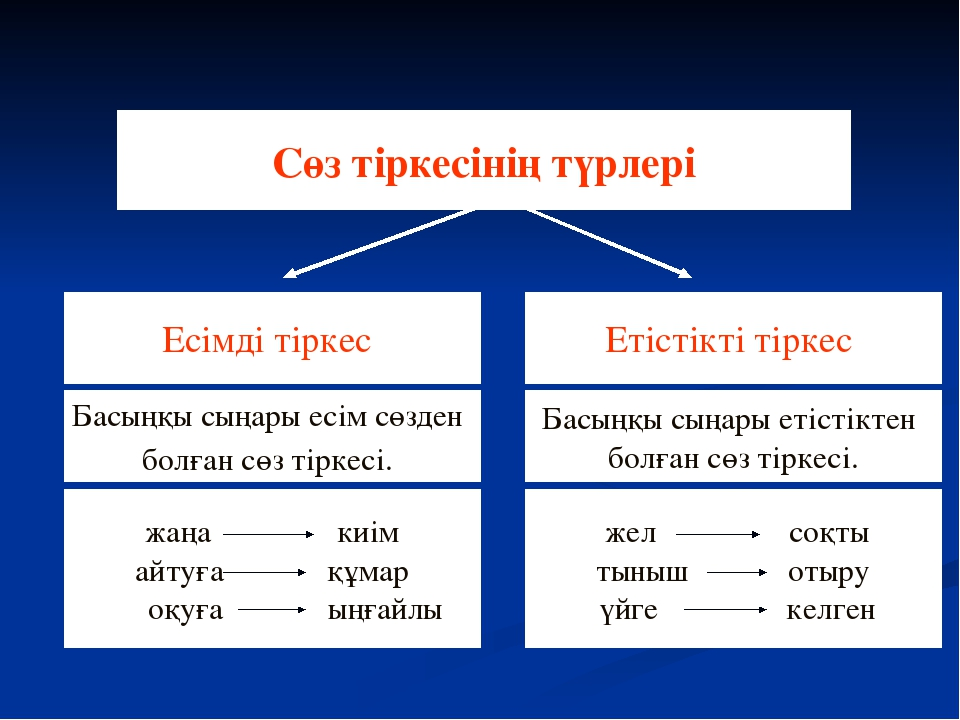 Сөз тіркесінің түрлері
Есімді тіркес
Етістікті тіркес
Басыңқы сыңары есім сөзден
болған сөз тіркесі.
Басыңқы сыңары етістіктен
болған сөз тіркесі.
жаңа киім
айтуға құмар
оқуға ыңғайлы
жел соқты
тыныш отыру
үйге келген